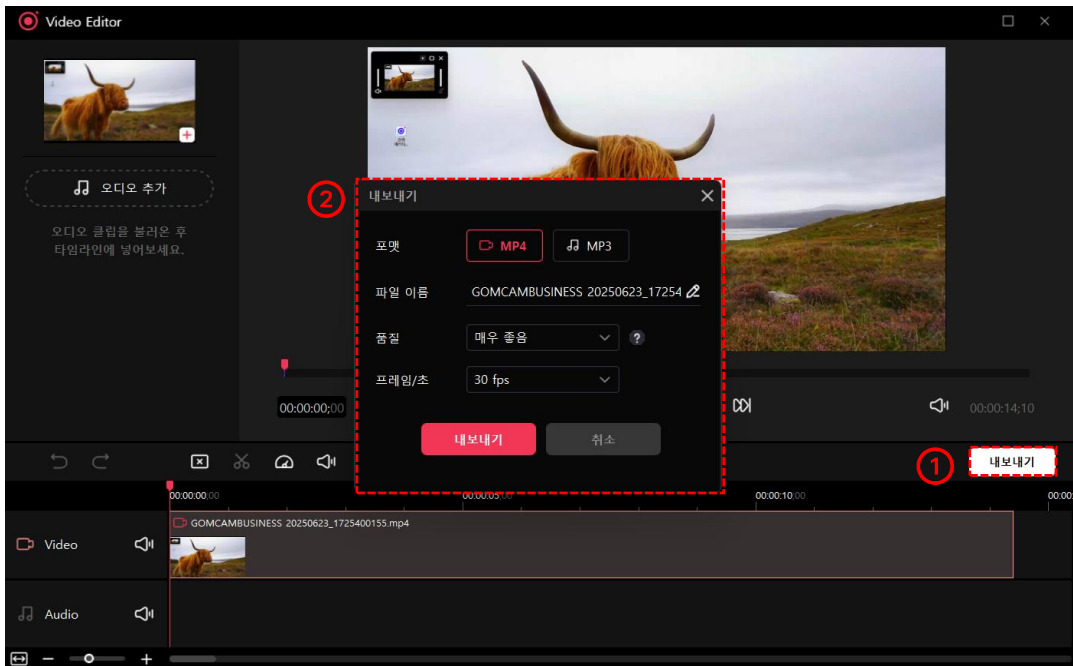 Video Editor
오디오 추가
오디오 클립을 불러온 후
타임라인에 넣어보세요.
②
내보내기
포맷
MP4
MP3
파일 이름
GOMCAMBUSINESS 20250623_17254
품질
매우 좋음
?
프레임/초
30 fps
내보내기
취소
00:00:00;00
00:00:14;10
①
내보내기
00:00:00;00
00:00:10;00
00:00
Video
GOMCAMBUSINESS 20250623_1725400155.mp4
Audio